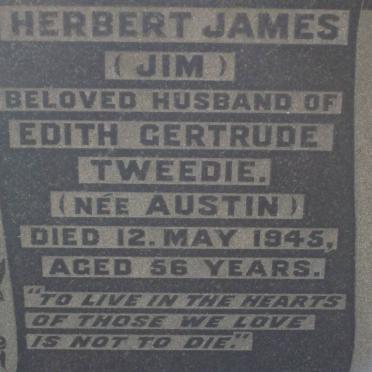 HERBERT JAMES
(JIM)
BELOVED HUSBAND OF
EDITH GERTRUDE
TWEEDIE.
(NÉE AUSTIN)
DIED 12. MAY 1945,
AGED 56 YEARS.
"TO LIVE IN THE HEARTS
OF THOSE WE LOVE
IS NOT TO DIE."